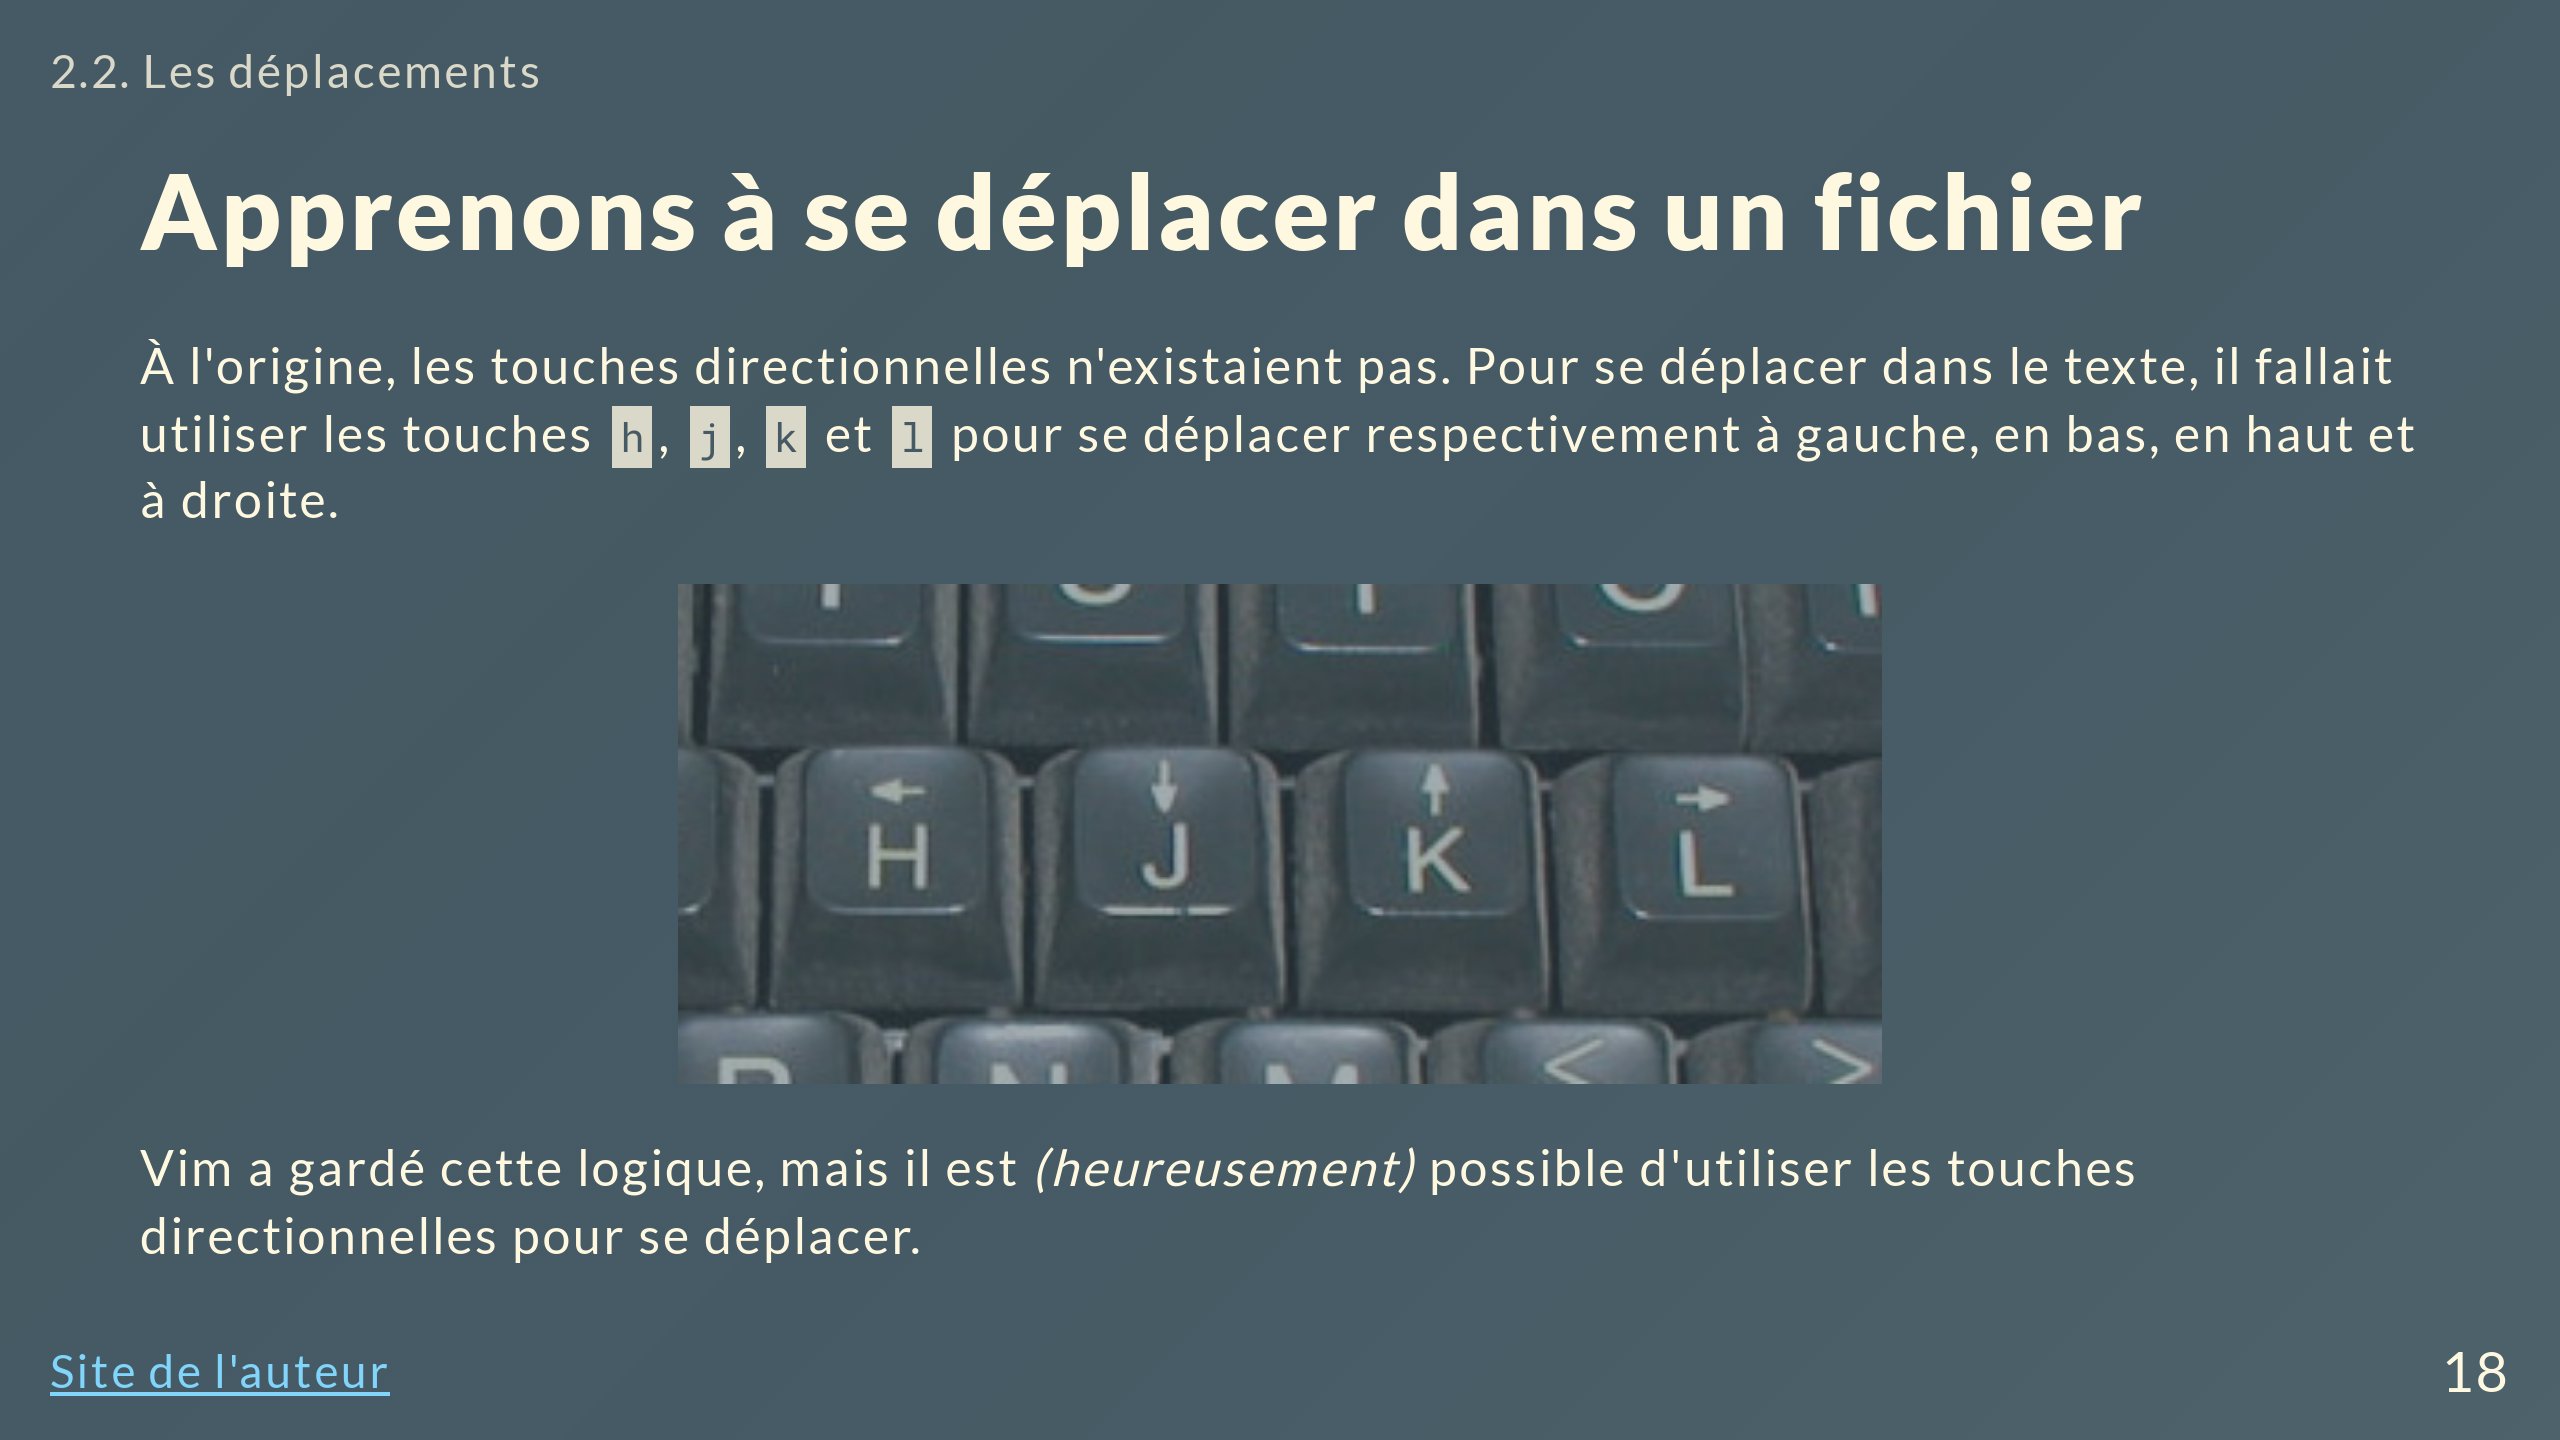 2.2. Les déplacements
Apprenons à se déplacer dans un fichier
À l'origine, les touches directionnelles n'existaient pas. Pour se déplacer dans le texte, il fallait
utiliser les touches h, j, k et l pour se déplacer respectivement à gauche, en bas, en haut et
à droite.
← ↓ ↑ →
H J K L
N M < >
Vim a gardé cette logique, mais il est (heureusement) possible d'utiliser les touches
directionnelles pour se déplacer.
Site de l'auteur
18